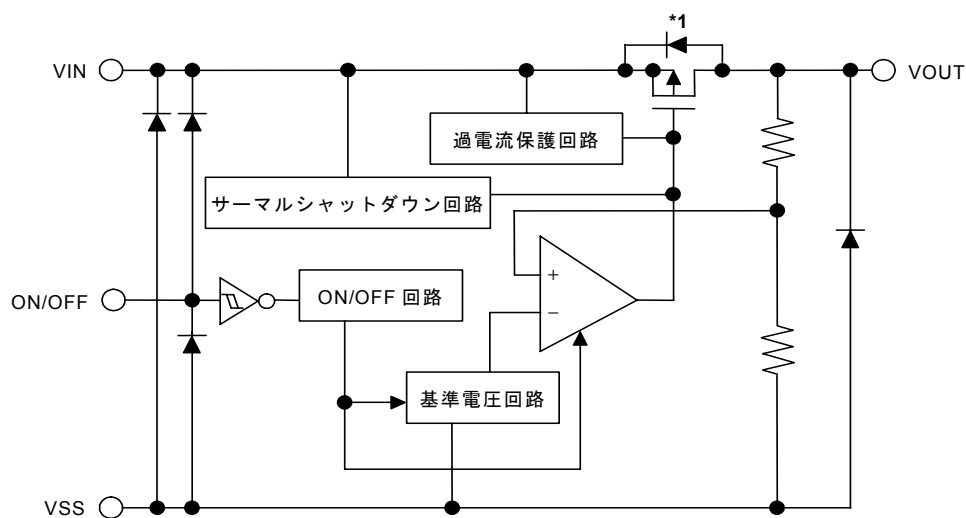 *1
VIN
VOUT
過電流保護回路
サーマルシャットダウン回路
+
ON/OFF
ON/OFF 回路
−
基準電圧回路
VSS